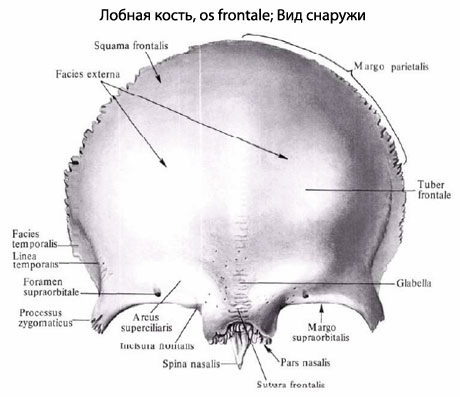 Лобная кость, os frontale; Вид снаружи
Squama frontalis
Facies externa
Margo parietalis
Tuber
frontale
Facies
temporalis
Linea
temporalis
Foramen
supraorbitale
Processus
zygomaticus
Arcus
superciliaris
Incisura frontalis
Spina nasalis
Glabella
Margo
supraorbitalis
Pars nasalis
Sutura frontalis